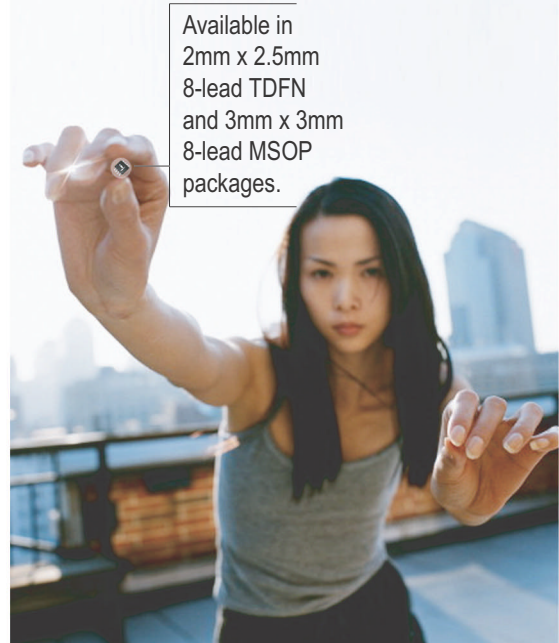 Available in
2mm x 2.5mm
8-lead TDFN
and 3mm x 3mm
8-lead MSOP
packages.